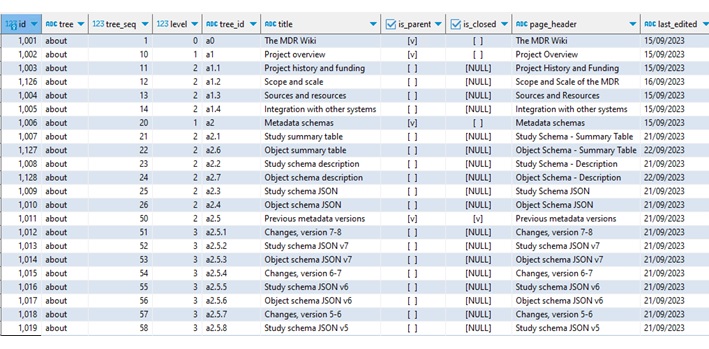 id tree tree_seq level tree_id title is_parent is_closed page_header last_edited
1,001 about 1 0 a0 The MDR Wiki [v] [ ] The MDR Wiki 15/09/2023
1,002 about 10 1 a1 Project overview [v] [ ] Project Overview 15/09/2023
1,003 about 11 2 a1.1 Project history and funding [ ] [NULL] Project History and Funding 15/09/2023
1,126 about 12 2 a1.2 Scope and scale [ ] [NULL] Scope and Scale of the MDR 16/09/2023
1,004 about 13 2 a1.3 Sources and resources [ ] [NULL] Sources and Resources 15/09/2023
1,005 about 14 2 a1.4 Integration with other systems [ ] [NULL] Integration with other systems 15/09/2023
1,006 about 20 1 a2 Metadata schemas [v] [ ] Metadata schemas 15/09/2023
1,007 about 21 2 a2.1 Study summary table [ ] [NULL] Study Schema - Summary Table 21/09/2023
1,127 about 22 2 a2.6 Object summary table [ ] [NULL] Object Schema - Summary Table 22/09/2023
1,008 about 23 2 a2.2 Study schema description [ ] [NULL] Study Schema - Description 21/09/2023
1,128 about 24 2 a2.7 Object schema description [ ] [NULL] Object Schema - Description 22/09/2023
1,009 about 25 2 a2.3 Study schema JSON [ ] [NULL] Study Schema JSON 21/09/2023
1,010 about 26 2 a2.4 Object schema JSON [ ] [NULL] Object Schema JSON 21/09/2023
1,011 about 50 2 a2.5 Previous metadata versions [v] [v] Previous metadata versions 21/09/2023
1,012 about 51 3 a2.5.1 Changes, version 7-8 [ ] [NULL] Changes, version 7-8 21/09/2023
1,013 about 52 3 a2.5.2 Study schema JSON v7 [ ] [NULL] Study schema JSON v7 21/09/2023
1,014 about 53 3 a2.5.3 Object schema JSON v7 [ ] [NULL] Object schema JSON v7 21/09/2023
1,015 about 54 3 a2.5.4 Changes, version 6-7 [ ] [NULL] Changes, version 6-7 21/09/2023
1,016 about 55 3 a2.5.5 Study schema JSON v6 [ ] [NULL] Study schema JSON v6 21/09/2023
1,017 about 56 3 a2.5.6 Object schema JSON v6 [ ] [NULL] Object schema JSON v6 21/09/2023
1,018 about 57 3 a2.5.7 Changes, version 5-6 [ ] [NULL] Changes, version 5-6 21/09/2023
1,019 about 58 3 a2.5.8 Study schema JSON v5 [ ] [NULL] Study schema JSON v5 21/09/2023